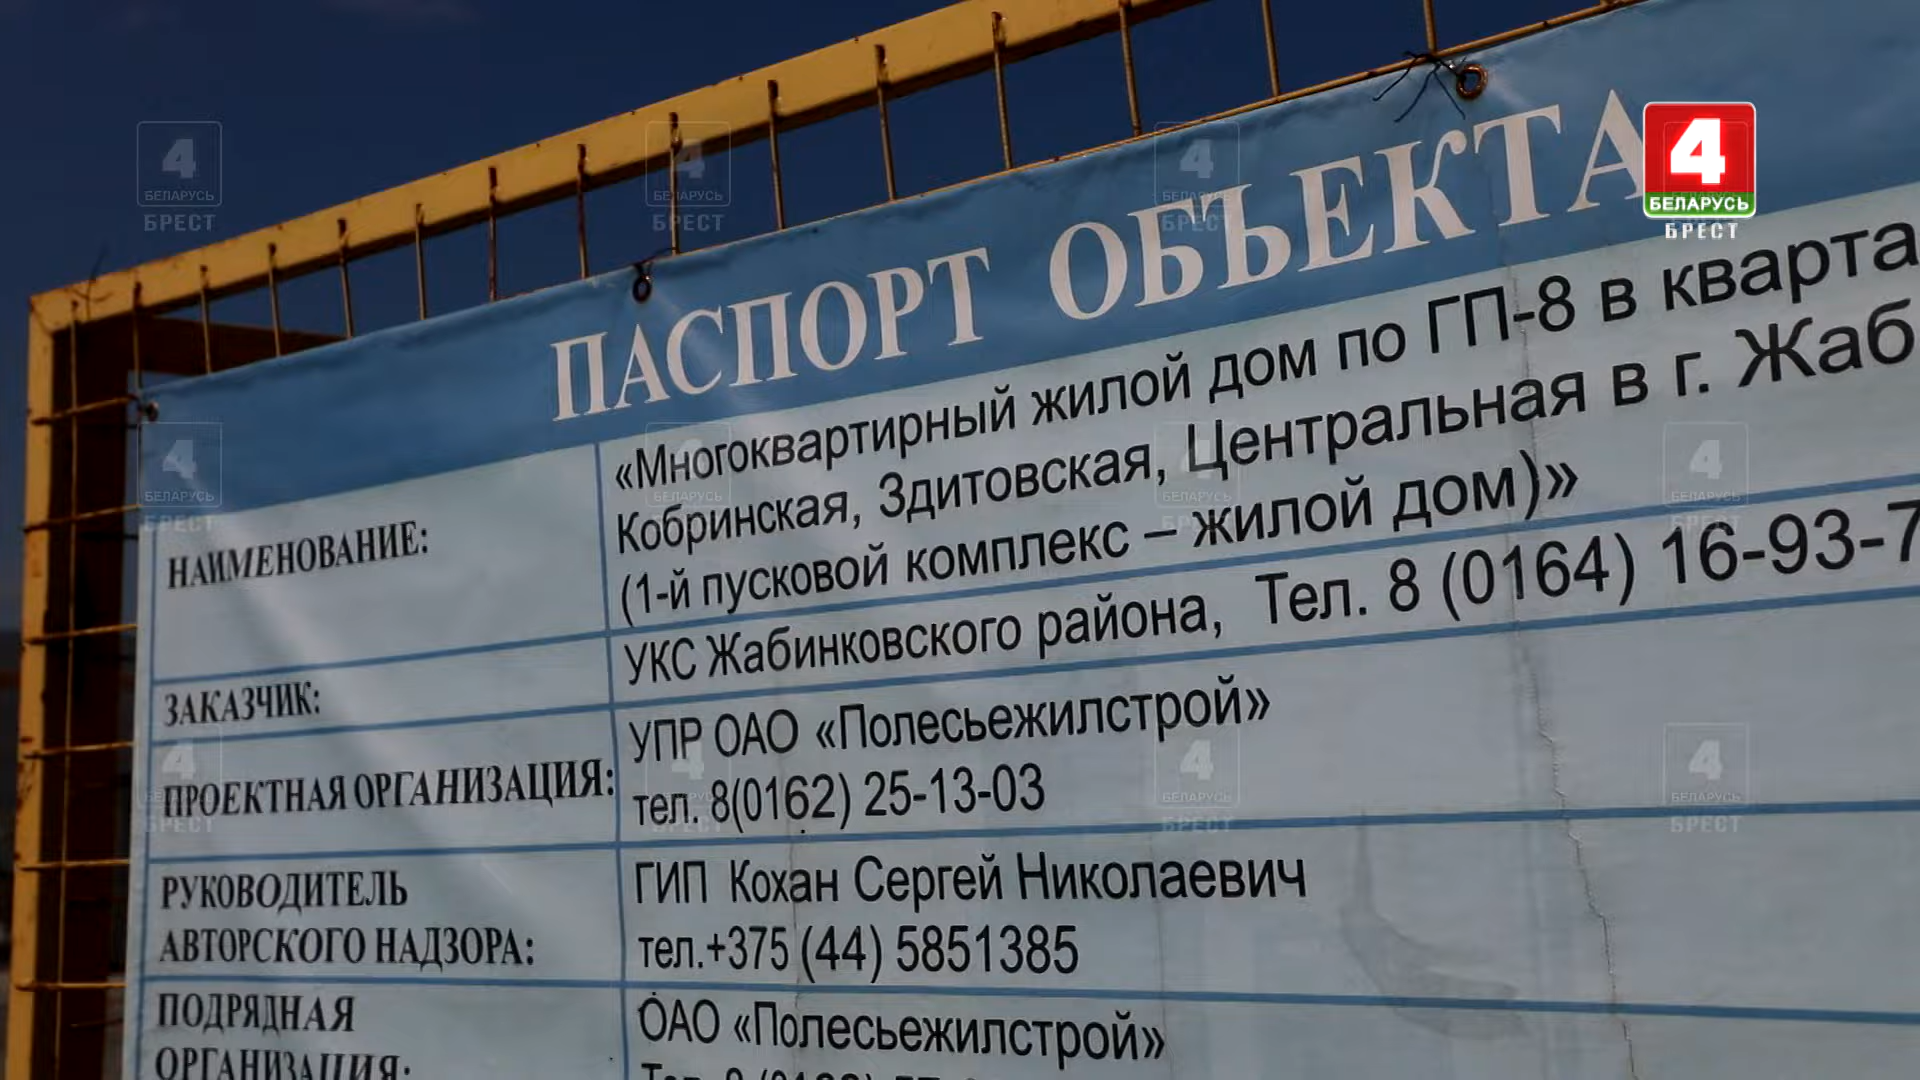 4
БЕЛАРУСЬ
БРЕСТ
ПАСПОРТ ОБЪЕКТА
НАИМЕНОВАНИЕ:
«Многоквартирный жилой дом по ГП-8 в кварта
Кобринская, Здитовская, Центральная в г. Жаб
(1-й пусковой комплекс – жилой дом)»
ЗАКАЗЧИК:
УКС Жабинковского района, Тел. 8 (0164) 16-93-7
ПРОЕКТНАЯ ОРГАНИЗАЦИЯ:
УПР ОАО «Полесьежилстрой»
тел. 8(0162) 25-13-03
РУКОВОДИТЕЛЬ
АВТОРСКОГО НАДЗОРА:
ГИП Кохан Сергей Николаевич
тел.+375 (44) 5851385
ПОДРЯДНАЯ
ОРГАНИЗАЦИЯ:
ОАО «Полесьежилстрой»